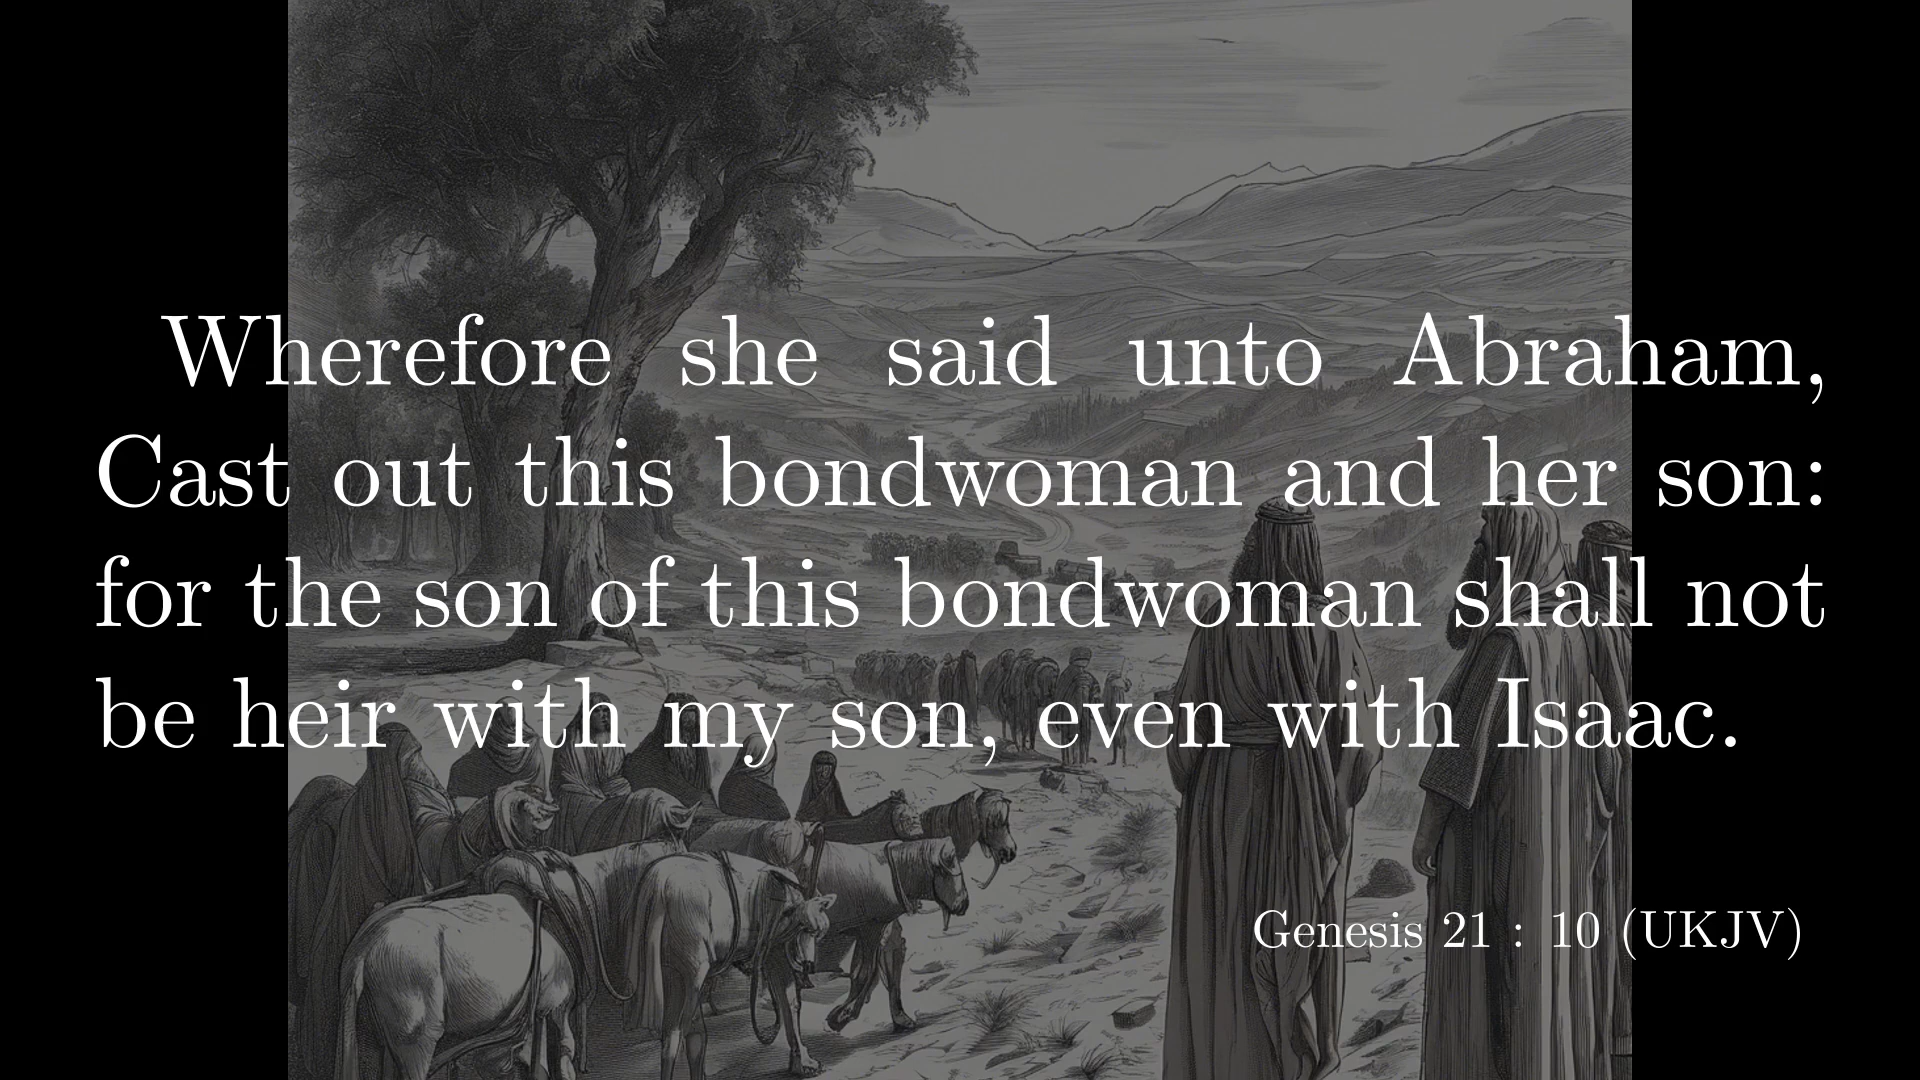 Wherefore she said unto Abraham,
Cast out this bondwoman and her son:
for the son of this bondwoman shall not
be heir with my son, even with Isaac.
Genesis 21 : 10 (UKJV)